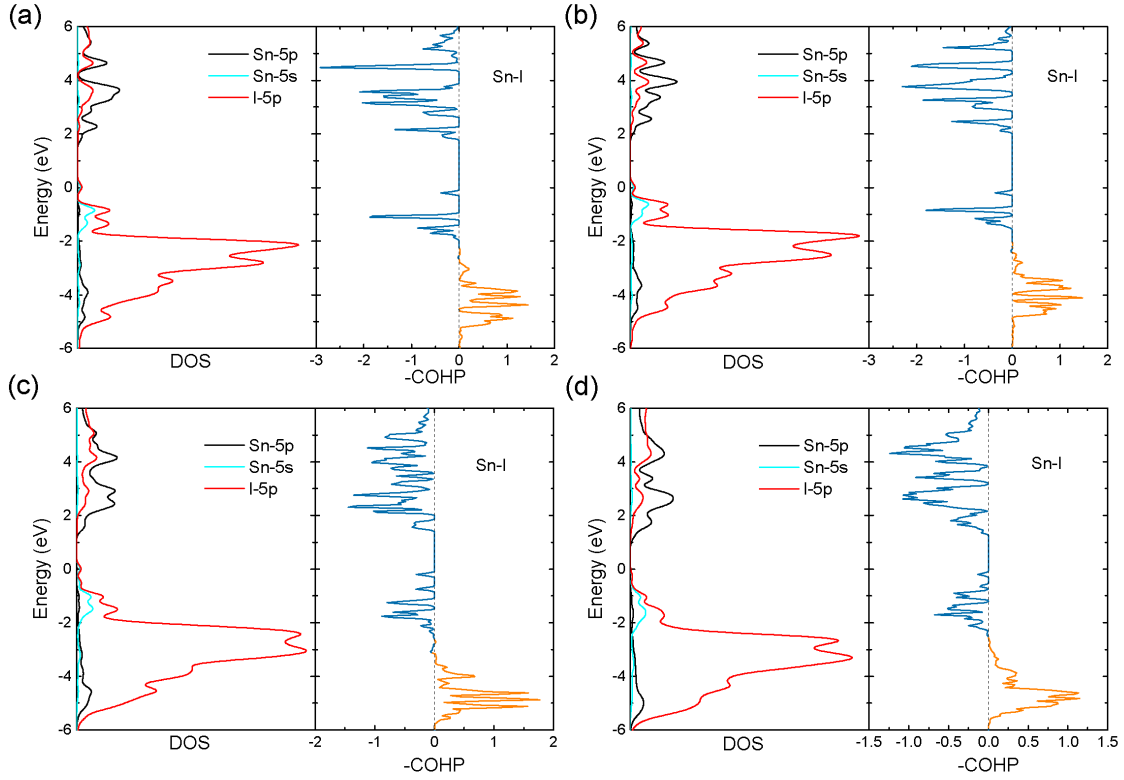 (a)
6
4
2
0
-2
-4
-6
Energy (eV)
Sn-5p
Sn-5s
I-5p
DOS
Sn-I
-3 -2 -1 0 1 2
-COHP
(b)
6
4
2
0
-2
-4
-6
Energy (eV)
Sn-5p
Sn-5s
I-5p
DOS
Sn-I
-3 -2 -1 0 1 2
-COHP
(c)
6
4
2
0
-2
-4
-6
Energy (eV)
Sn-5p
Sn-5s
I-5p
DOS
Sn-I
-2 -1 0 1 2
-COHP
(d)
6
4
2
0
-2
-4
-6
Energy (eV)
Sn-5p
Sn-5s
I-5p
DOS
Sn-I
-1.5 -1.0 -0.5 0.0 0.5 1.0 1.5
-COHP